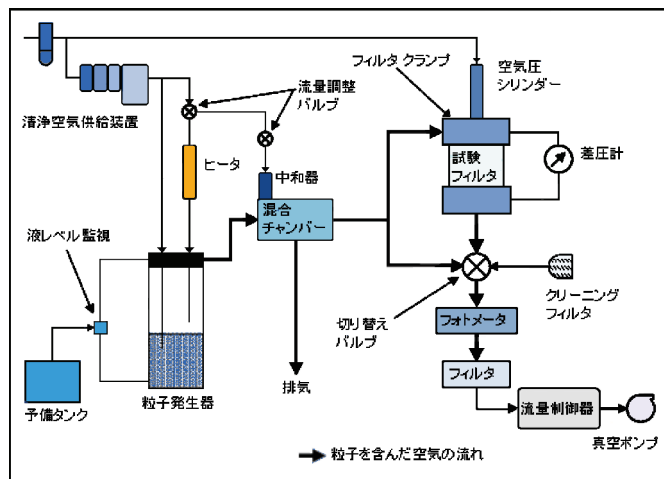 フィルタクランプ
空気圧
シリンダー
流量調整
バルブ
清浄空気供給装置
ヒータ
中和器
混合
チャンバー
試験
フィルタ
差圧計
液レベル監視
切り替え
バルブ
クリーニング
フィルタ
フォトメータ
フィルタ
予備タンク
粒子発生器
排気
流量制御器
真空ポンプ
粒子を含んだ空気の流れ